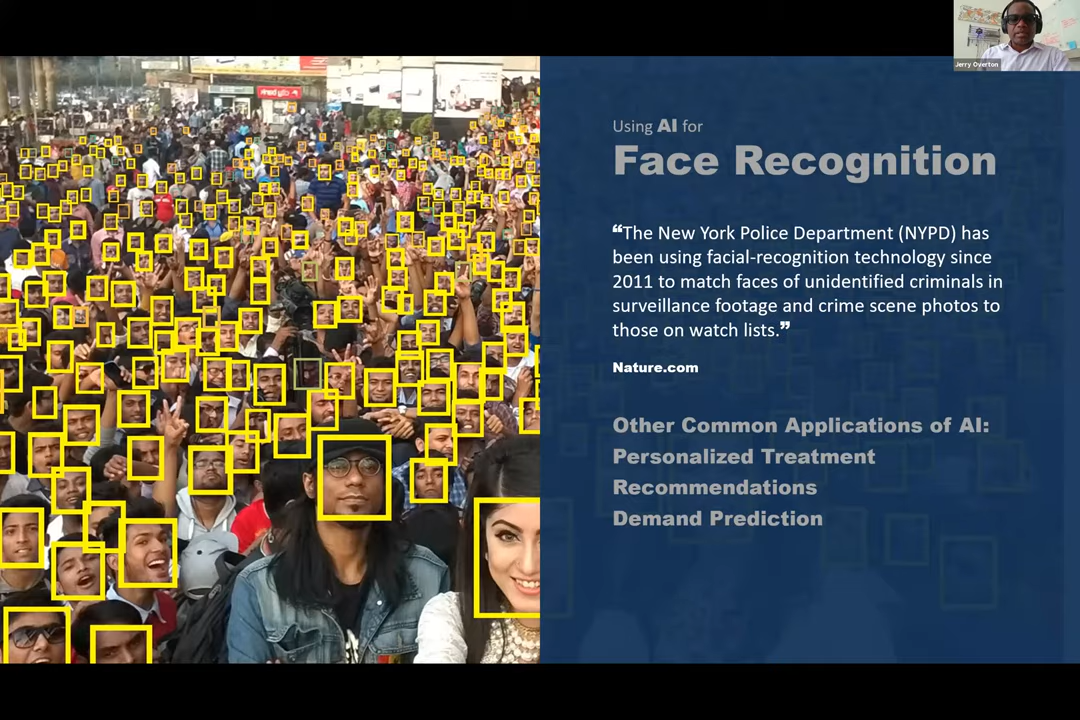 Jerry Overton
Using AI for
Face Recognition
❝The New York Police Department (NYPD) has
been using facial-recognition technology since
2011 to match faces of unidentified criminals in
surveillance footage and crime scene photos to
those on watch lists.❞
Nature.com
Other Common Applications of AI:
Personalized Treatment
Recommendations
Demand Prediction